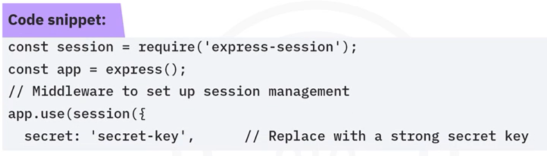 Code snippet:
const session = require('express-session');
const app = express();
// Middleware to set up session management
app.use(session({
  secret: 'secret-key',      // Replace with a strong secret key